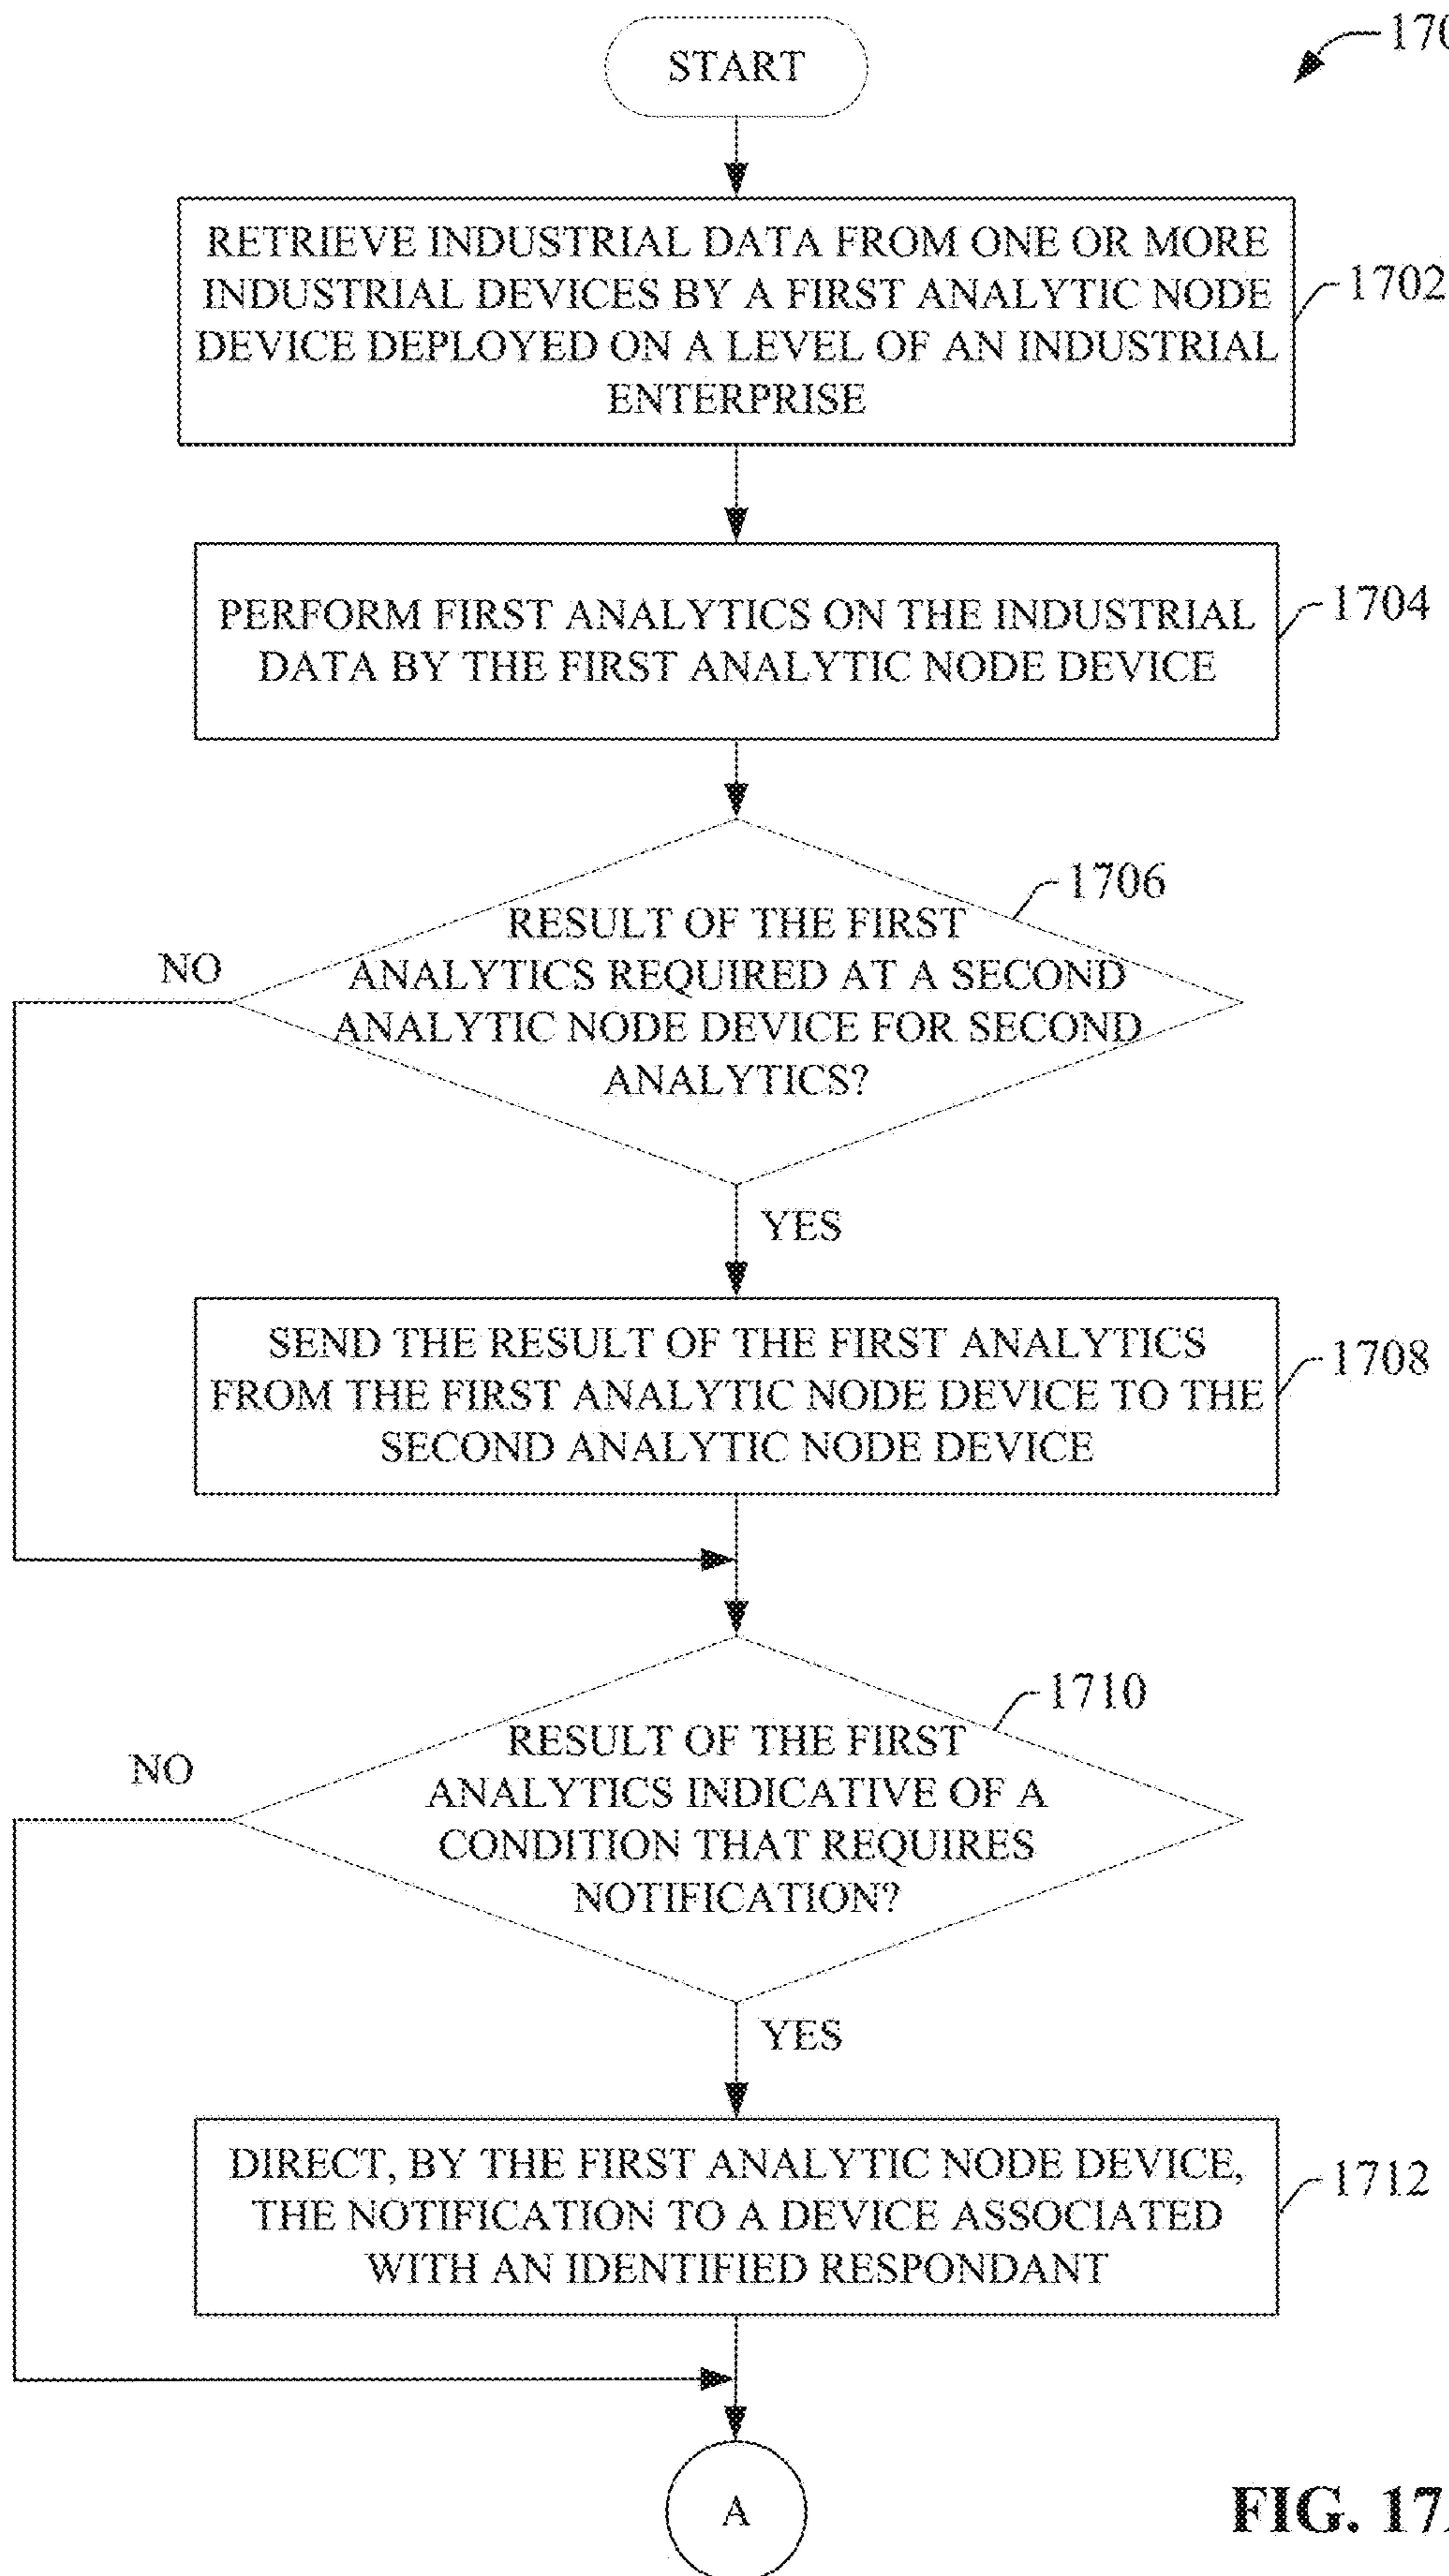 START
RETRIEVE INDUSTRIAL DATA FROM ONE OR MORE
INDUSTRIAL DEVICES BY A FIRST ANALYTIC NODE
DEVICE DEPLOYED ON A LEVEL OF AN INDUSTRIAL
ENTERPRISE
1702
PERFORM FIRST ANALYTICS ON THE INDUSTRIAL
DATA BY THE FIRST ANALYTIC NODE DEVICE
1704
1706
RESULT OF THE FIRST
ANALYTICS REQUIRED AT A SECOND
ANALYTIC NODE DEVICE FOR SECOND
ANALYTICS?
NO
YES
SEND THE RESULT OF THE FIRST ANALYTICS
FROM THE FIRST ANALYTIC NODE DEVICE TO THE
SECOND ANALYTIC NODE DEVICE
1708
1710
RESULT OF THE FIRST
ANALYTICS INDICATIVE OF A
CONDITION THAT REQUIRES
NOTIFICATION?
NO
YES
DIRECT, BY THE FIRST ANALYTIC NODE DEVICE,
THE NOTIFICATION TO A DEVICE ASSOCIATED
WITH AN IDENTIFIED RESPONDANT
1712
A
FIG.